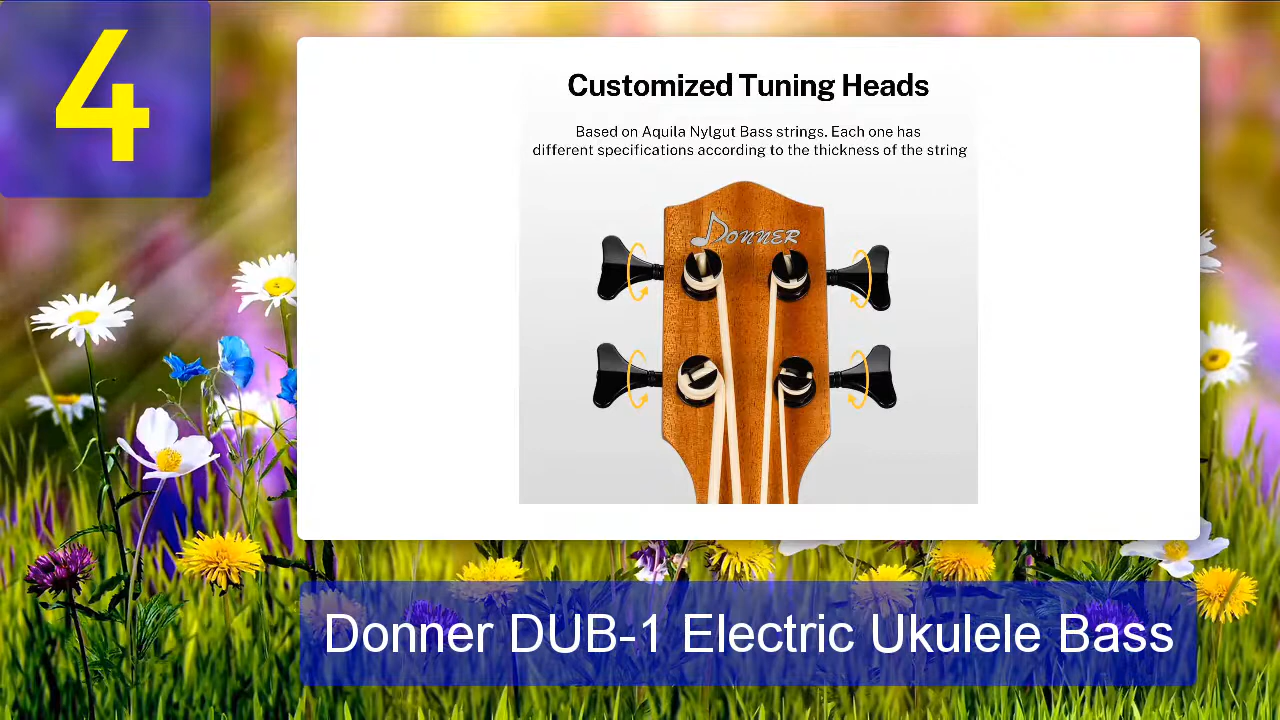 4
Customized Tuning Heads
Based on Aquila Nylgut Bass strings. Each one has
different specifications according to the thickness of the string
DONNER
Donner DUB-1 Electric Ukulele Bass